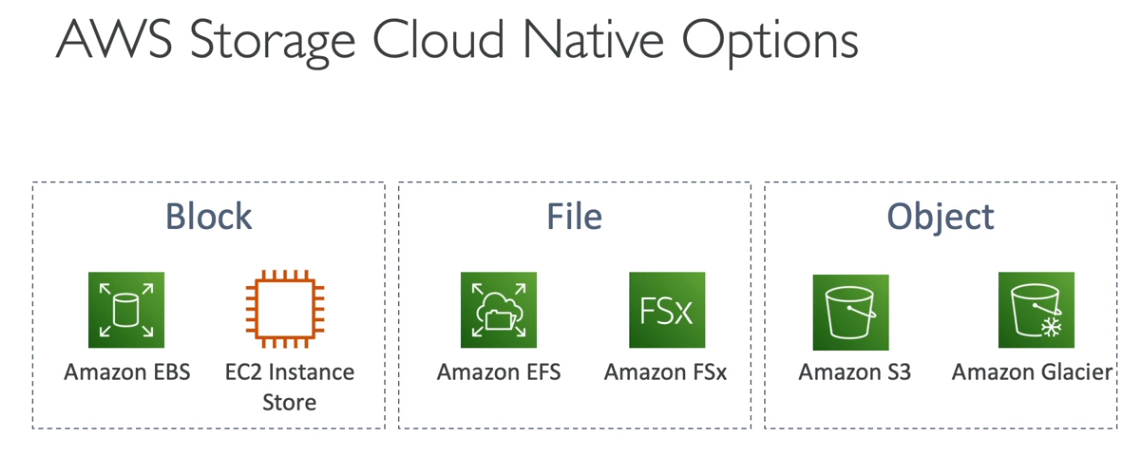 AWS Storage Cloud Native Options
Block
Amazon EBS
EC2 Instance
Store
File
Amazon EFS
FSx
Amazon FSx
Object
Amazon S3
Amazon Glacier